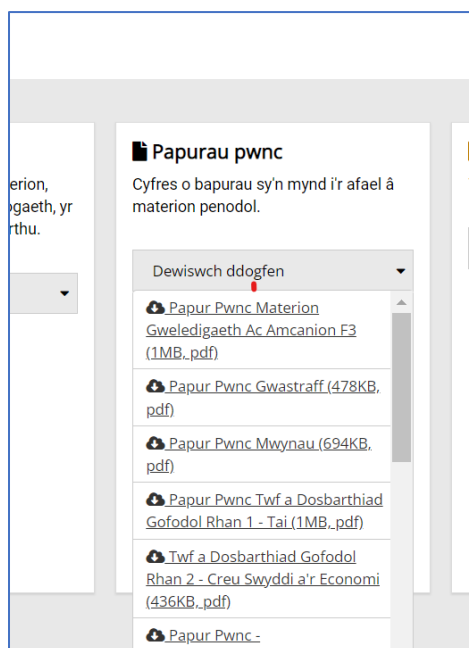 erion,
ogaeth, yr
rthu.
Papurau pwnc
Cyfres o bapurau sy'n mynd i'r afael â
materion penodol.
Dewiswch ddogfen
Papur Pwnc Materion
Gweledigaeth Ac Amcanion F3
(1MB, pdf)
Papur Pwnc Gwastraff (478KB,
pdf)
Papur Pwnc Mwynau (694KB,
pdf)
Papur Pwnc Twf a Dosbarthiad
Gofodol Rhan 1 - Tai (1MB, pdf)
Twf a Dosbarthiad Gofodol
Rhan 2 - Creu Swyddi a'r Economi
(436KB, pdf)
Papur Pwnc -